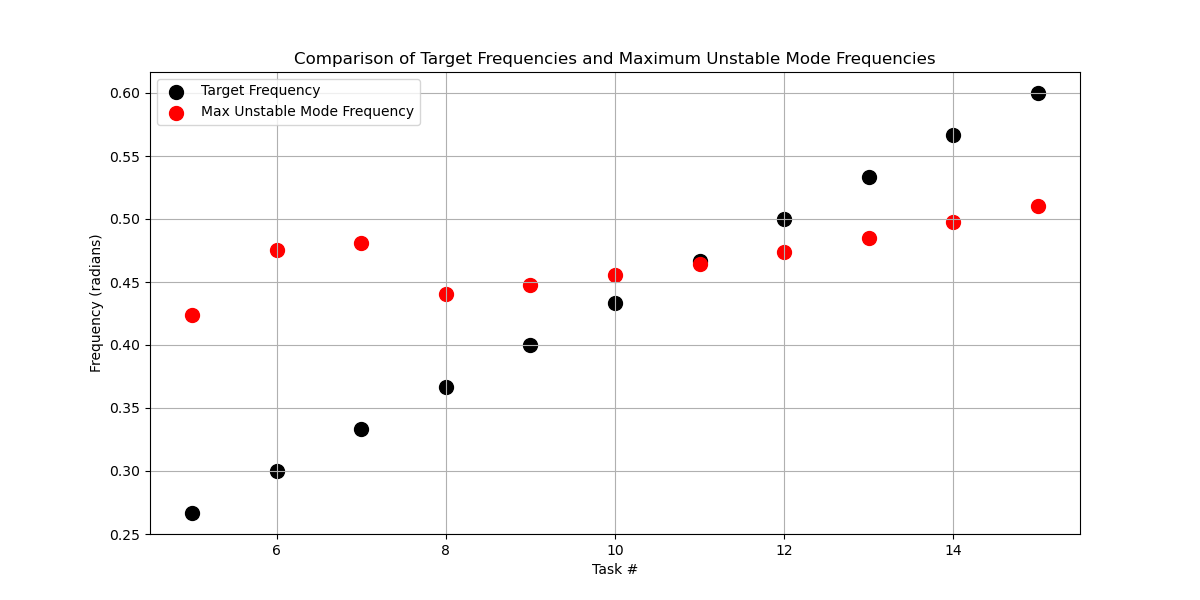 Comparison of Target Frequencies and Maximum Unstable Mode Frequencies
Target Frequency
Max Unstable Mode Frequency
Frequency (radians)
0.60
0.55
0.50
0.45
0.40
0.35
0.30
0.25
6 8 10 12 14
Task #